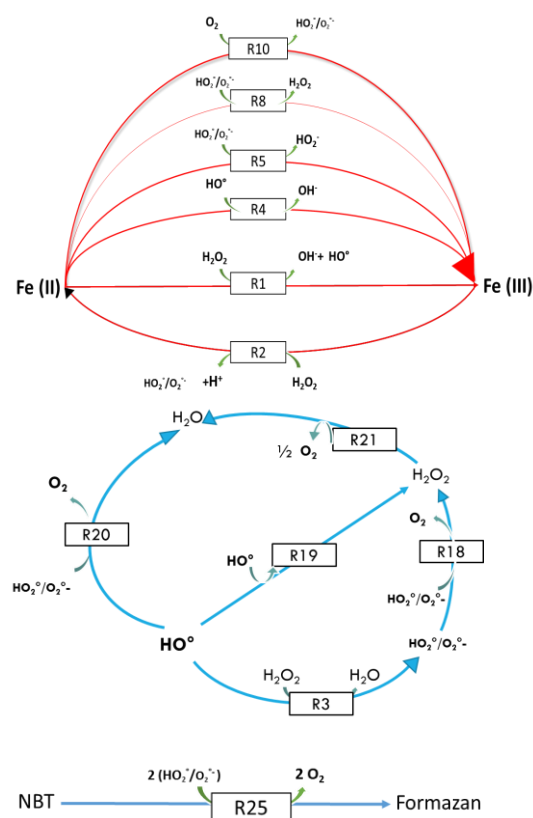 O₂ HO₂°/O₂°-
R10
HO₂°/O₂°- H₂O₂
R8
HO₂°/O₂°- HO₂-
R5
HO° OH-
R4
H₂O₂ OH-+ HO°
Fe (II) R1 Fe (III)
R2
HO₂°/O₂°- +H⁺ H₂O₂
H₂O
½ O₂ R21
H₂O₂
O₂
O₂
R20 R19 R18
HO°
HO₂°/O₂°-
HO₂°/O₂°-
HO° HO₂°/O₂°-
H₂O₂ H₂O
R3
2 (HO₂°/O₂°-) 2 O₂
NBT R25 Formazan